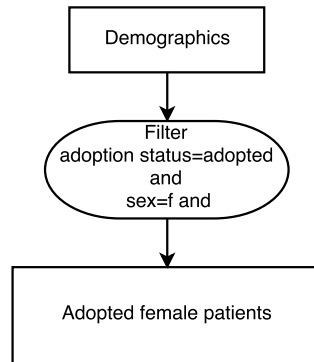 Demographics
Filter
adoption status=adopted
and
sex=f and
Adopted female patients